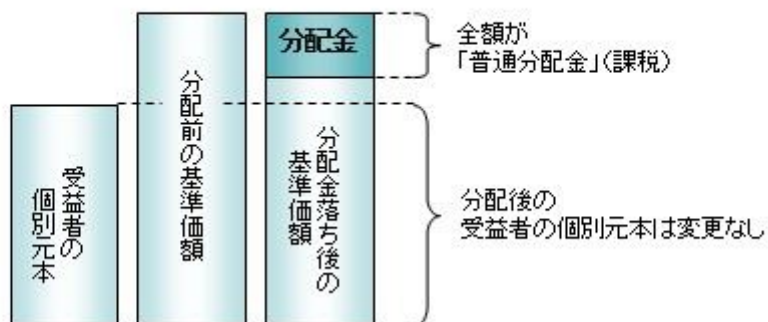 受益者の
個別元本
分配前の基準価額
分配金
分配金落ち後の
基準価額
全額が
「普通分配金」(課税)
分配後の
受益者の個別元本は変更なし